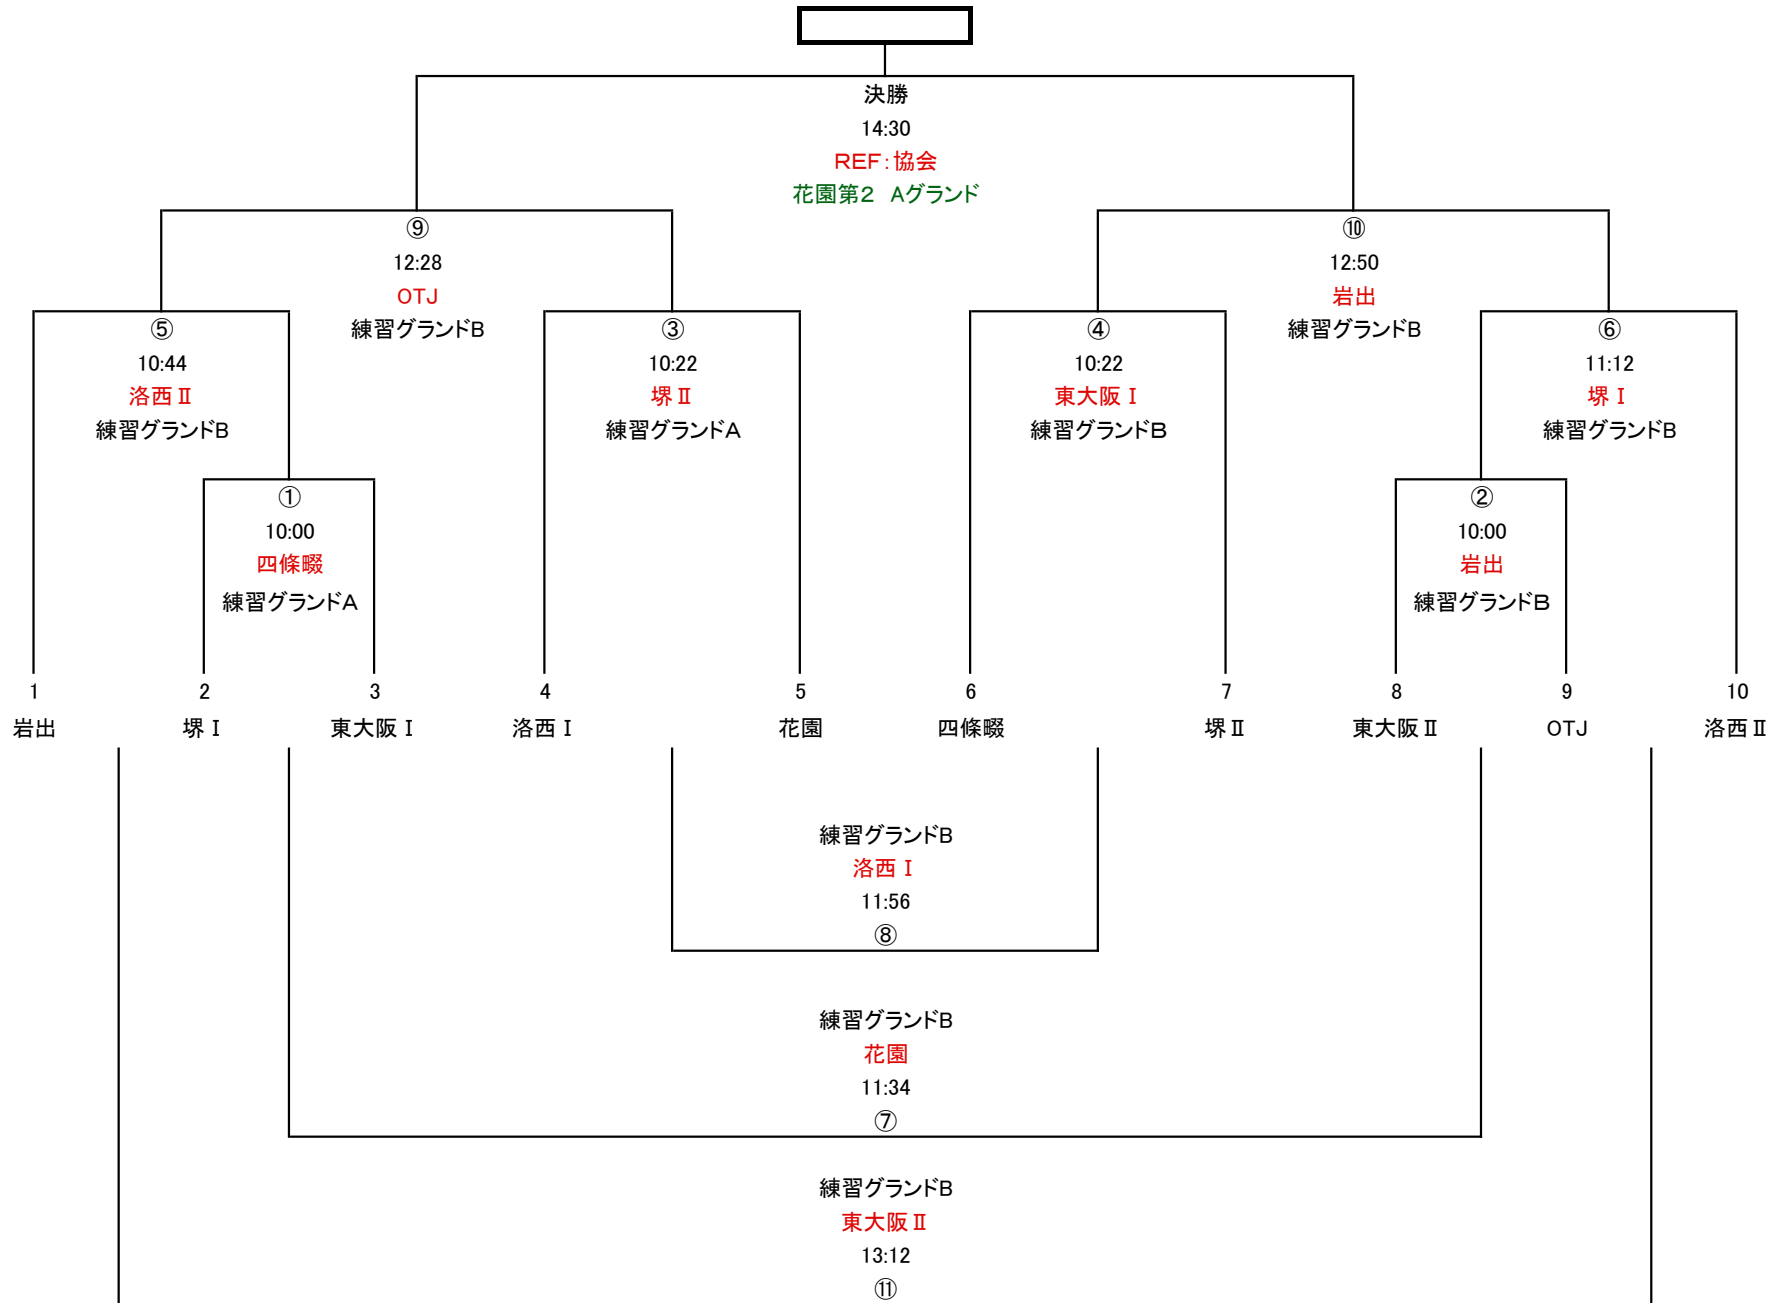 決勝
14:30
REF：協会
花園第2　Aグランド
⑨
12:28
OTJ
練習グランドB
⑩
12:50
岩出
練習グランドB
⑤
10:44
洛西Ⅱ
練習グランドB
③
10:22
堺Ⅱ
練習グランドA
④
10:22
東大阪Ⅰ
練習グランドB
⑥
11:12
堺Ⅰ
練習グランドB
①
10:00
四條畷
練習グランドA
②
10:00
岩出
練習グランドB
1 2 3 4 5 6 7 8 9 10
岩出 堺Ⅰ 東大阪Ⅰ 洛西Ⅰ 花園 四條畷 堺Ⅱ 東大阪Ⅱ OTJ 洛西Ⅱ
練習グランドB
洛西Ⅰ
11:56
⑧
練習グランドB
花園
11:34
⑦
練習グランドB
東大阪Ⅱ
13:12
⑪